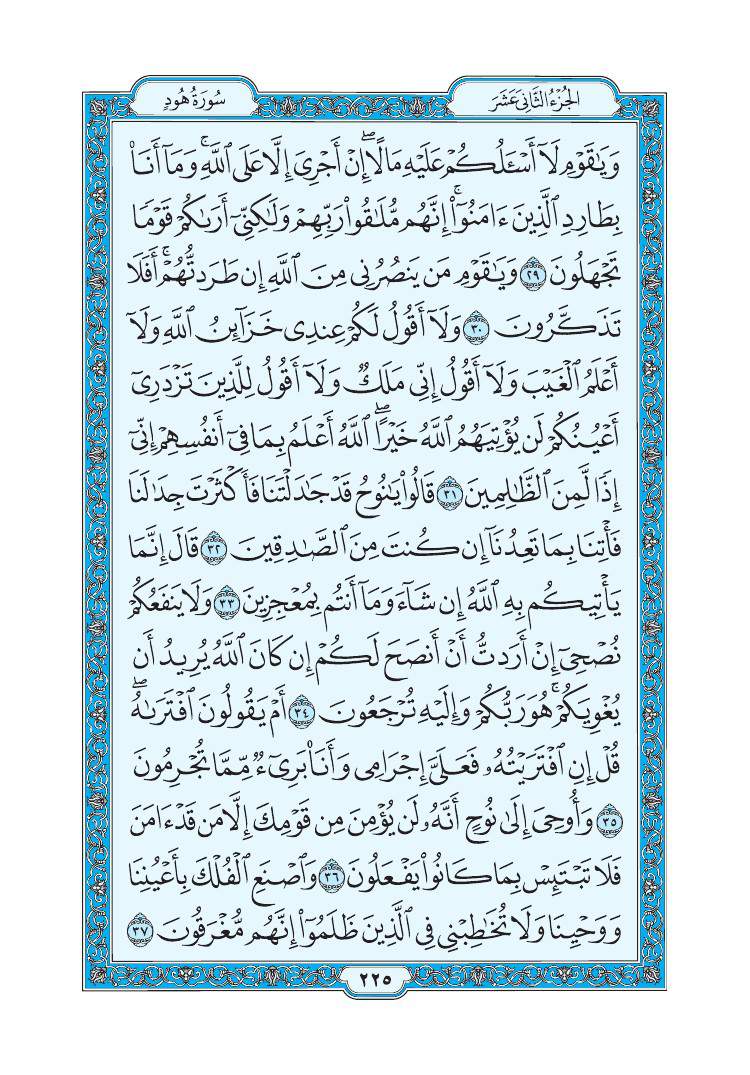 الجُزْءُ الثَّانِي عَشَرَ
سُورَةُ هُودٍ
وَيَٰقَوْمِ لَآ أَسْـَٔلُكُمْ عَلَيْهِ مَالًا ۖ إِنْ أَجْرِىَ إِلَّا عَلَى ٱللَّهِ ۚ وَمَآ أَنَا۠
بِطَارِدِ ٱلَّذِينَ ءَامَنُوٓا۟ ۚ إِنَّهُم مُّلَٰقُوا۟ رَبِّهِمْ وَلَٰكِنِّىٓ أَرَىٰكُمْ قَوْمًا
تَجْهَلُونَ ٢٩ وَيَٰقَوْمِ مَن يَنصُرُنِى مِنَ ٱللَّهِ إِن طَرَدتُّهُمْ ۚ أَفَلَا
تَذَكَّرُونَ ٣٠ وَلَآ أَقُولُ لَكُمْ عِندِى خَزَآئِنُ ٱللَّهِ وَلَآ
أَعْلَمُ ٱلْغَيْبَ وَلَآ أَقُولُ إِنِّى مَلَكٌ وَلَآ أَقُولُ لِلَّذِينَ تَزْدَرِىٓ
أَعْيُنُكُمْ لَن يُؤْتِيَهُمُ ٱللَّهُ خَيْرًا ۖ ٱللَّهُ أَعْلَمُ بِمَا فِىٓ أَنفُسِهِمْ إِنِّىٓ
إِذًا لَّمِنَ ٱلظَّٰلِمِينَ ٣١ قَالُوا۟ يَٰنُوحُ قَدْ جَٰدَلْتَنَا فَأَكْثَرْتَ جِدَٰلَنَا
فَأْتِنَا بِمَا تَعِدُنَآ إِن كُنتَ مِنَ ٱلصَّٰدِقِينَ ٣٢ قَالَ إِنَّمَا
يَأْتِيكُم بِهِ ٱللَّهُ إِن شَآءَ وَمَآ أَنتُم بِمُعْجِزِينَ ٣٣ وَلَا يَنفَعُكُمْ
نُصْحِىٓ إِنْ أَرَدتُّ أَنْ أَنصَحَ لَكُمْ إِن كَانَ ٱللَّهُ يُرِيدُ أَن
يُغْوِيَكُمْ ۚ هُوَ رَبُّكُمْ وَإِلَيْهِ تُرْجَعُونَ ٣٤ أَمْ يَقُولُونَ ٱفْتَرَىٰهُ ۖ
قُلْ إِنِ ٱفْتَرَيْتُهُۥ فَعَلَىَّ إِجْرَامِى وَأَنَا۠ بَرِىٓءٌ مِّمَّا تُجْرِمُونَ
٣٥ وَأُوحِىَ إِلَىٰ نُوحٍ أَنَّهُۥ لَن يُؤْمِنَ مِن قَوْمِكَ إِلَّا مَن قَدْ ءَامَنَ
فَلَا تَبْتَئِسْ بِمَا كَانُوا۟ يَفْعَلُونَ ٣٦ وَٱصْنَعِ ٱلْفُلْكَ بِأَعْيُنِنَا
وَوَحْيِنَا وَلَا تُخَٰطِبْنِى فِى ٱلَّذِينَ ظَلَمُوٓا۟ إِنَّهُم مُّغْرَقُونَ ٣٧
٢٢٥